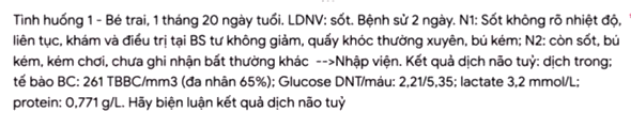 Tình huống 1 - Bé trai, 1 tháng 20 ngày tuổi. LDNV: sốt. Bệnh sử 2 ngày. N1: Sốt không rõ nhiệt độ,
liên tục, khám và điều trị tại BS tư không giảm, quấy khóc thường xuyên, bú kém; N2: còn sốt, bú
kém, kém chơi, chưa ghi nhận bất thường khác -->Nhập viện. Kết quả dịch não tuỷ: dịch trong;
tế bào BC: 261 TBBC/mm3 (đa nhân 65%); Glucose DNT/máu: 2,21/5,35; lactate 3,2 mmol/L;
protein: 0,771 g/L. Hãy biện luận kết quả dịch não tuỷ